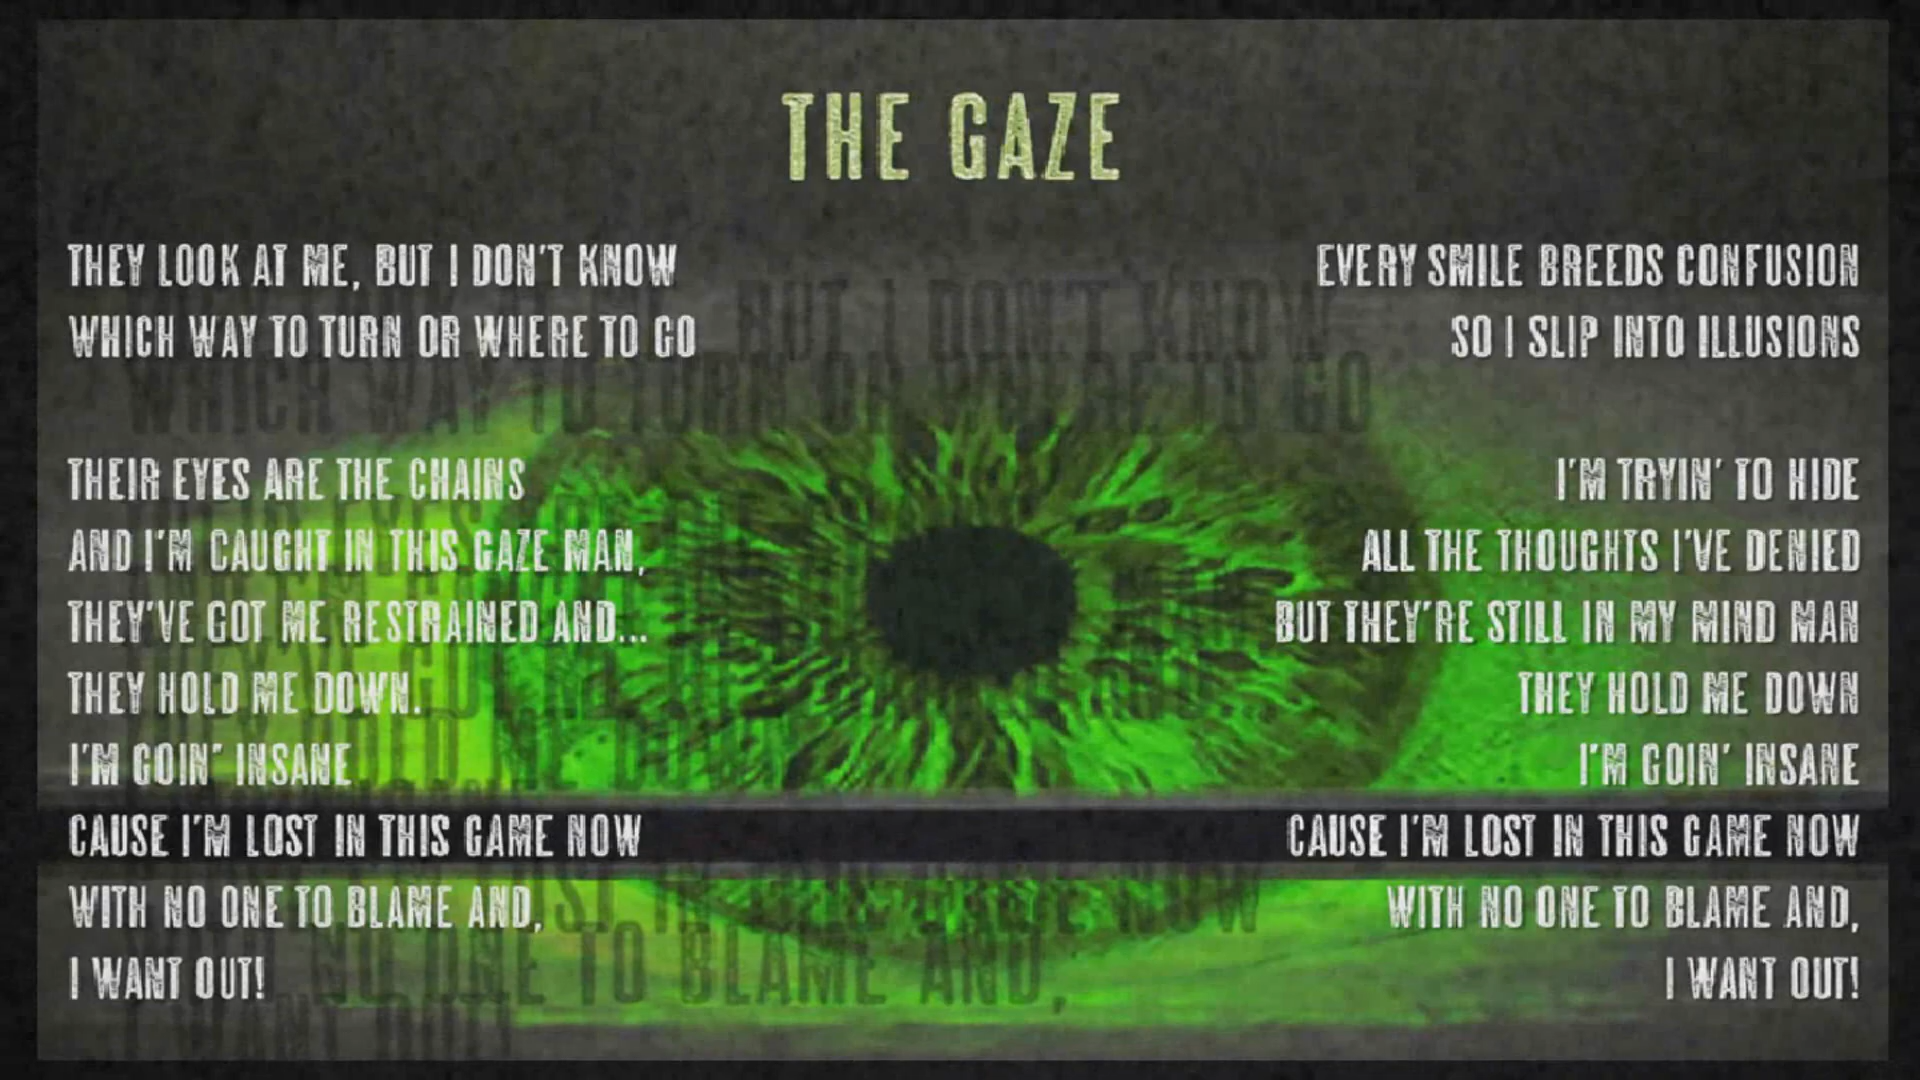 THE GAZE
THEY LOOK AT ME, BUT I DON'T KNOW
WHICH WAY TO TURN OR WHERE TO GO
THEIR EYES ARE THE CHAINS
AND I'M CAUGHT IN THIS GAZE MAN,
THEY'VE GOT ME RESTRAINED AND...
THEY HOLD ME DOWN.
I'M GOIN' INSANE
CAUSE I'M LOST IN THIS GAME NOW
WITH NO ONE TO BLAME AND,
I WANT OUT!
EVERY SMILE BREEDS CONFUSION
SO I SLIP INTO ILLUSIONS
I'M TRYIN' TO HIDE
ALL THE THOUGHTS I'VE DENIED
BUT THEY'RE STILL IN MY MIND MAN
THEY HOLD ME DOWN
I'M GOIN' INSANE
CAUSE I'M LOST IN THIS GAME NOW
WITH NO ONE TO BLAME AND,
I WANT OUT!